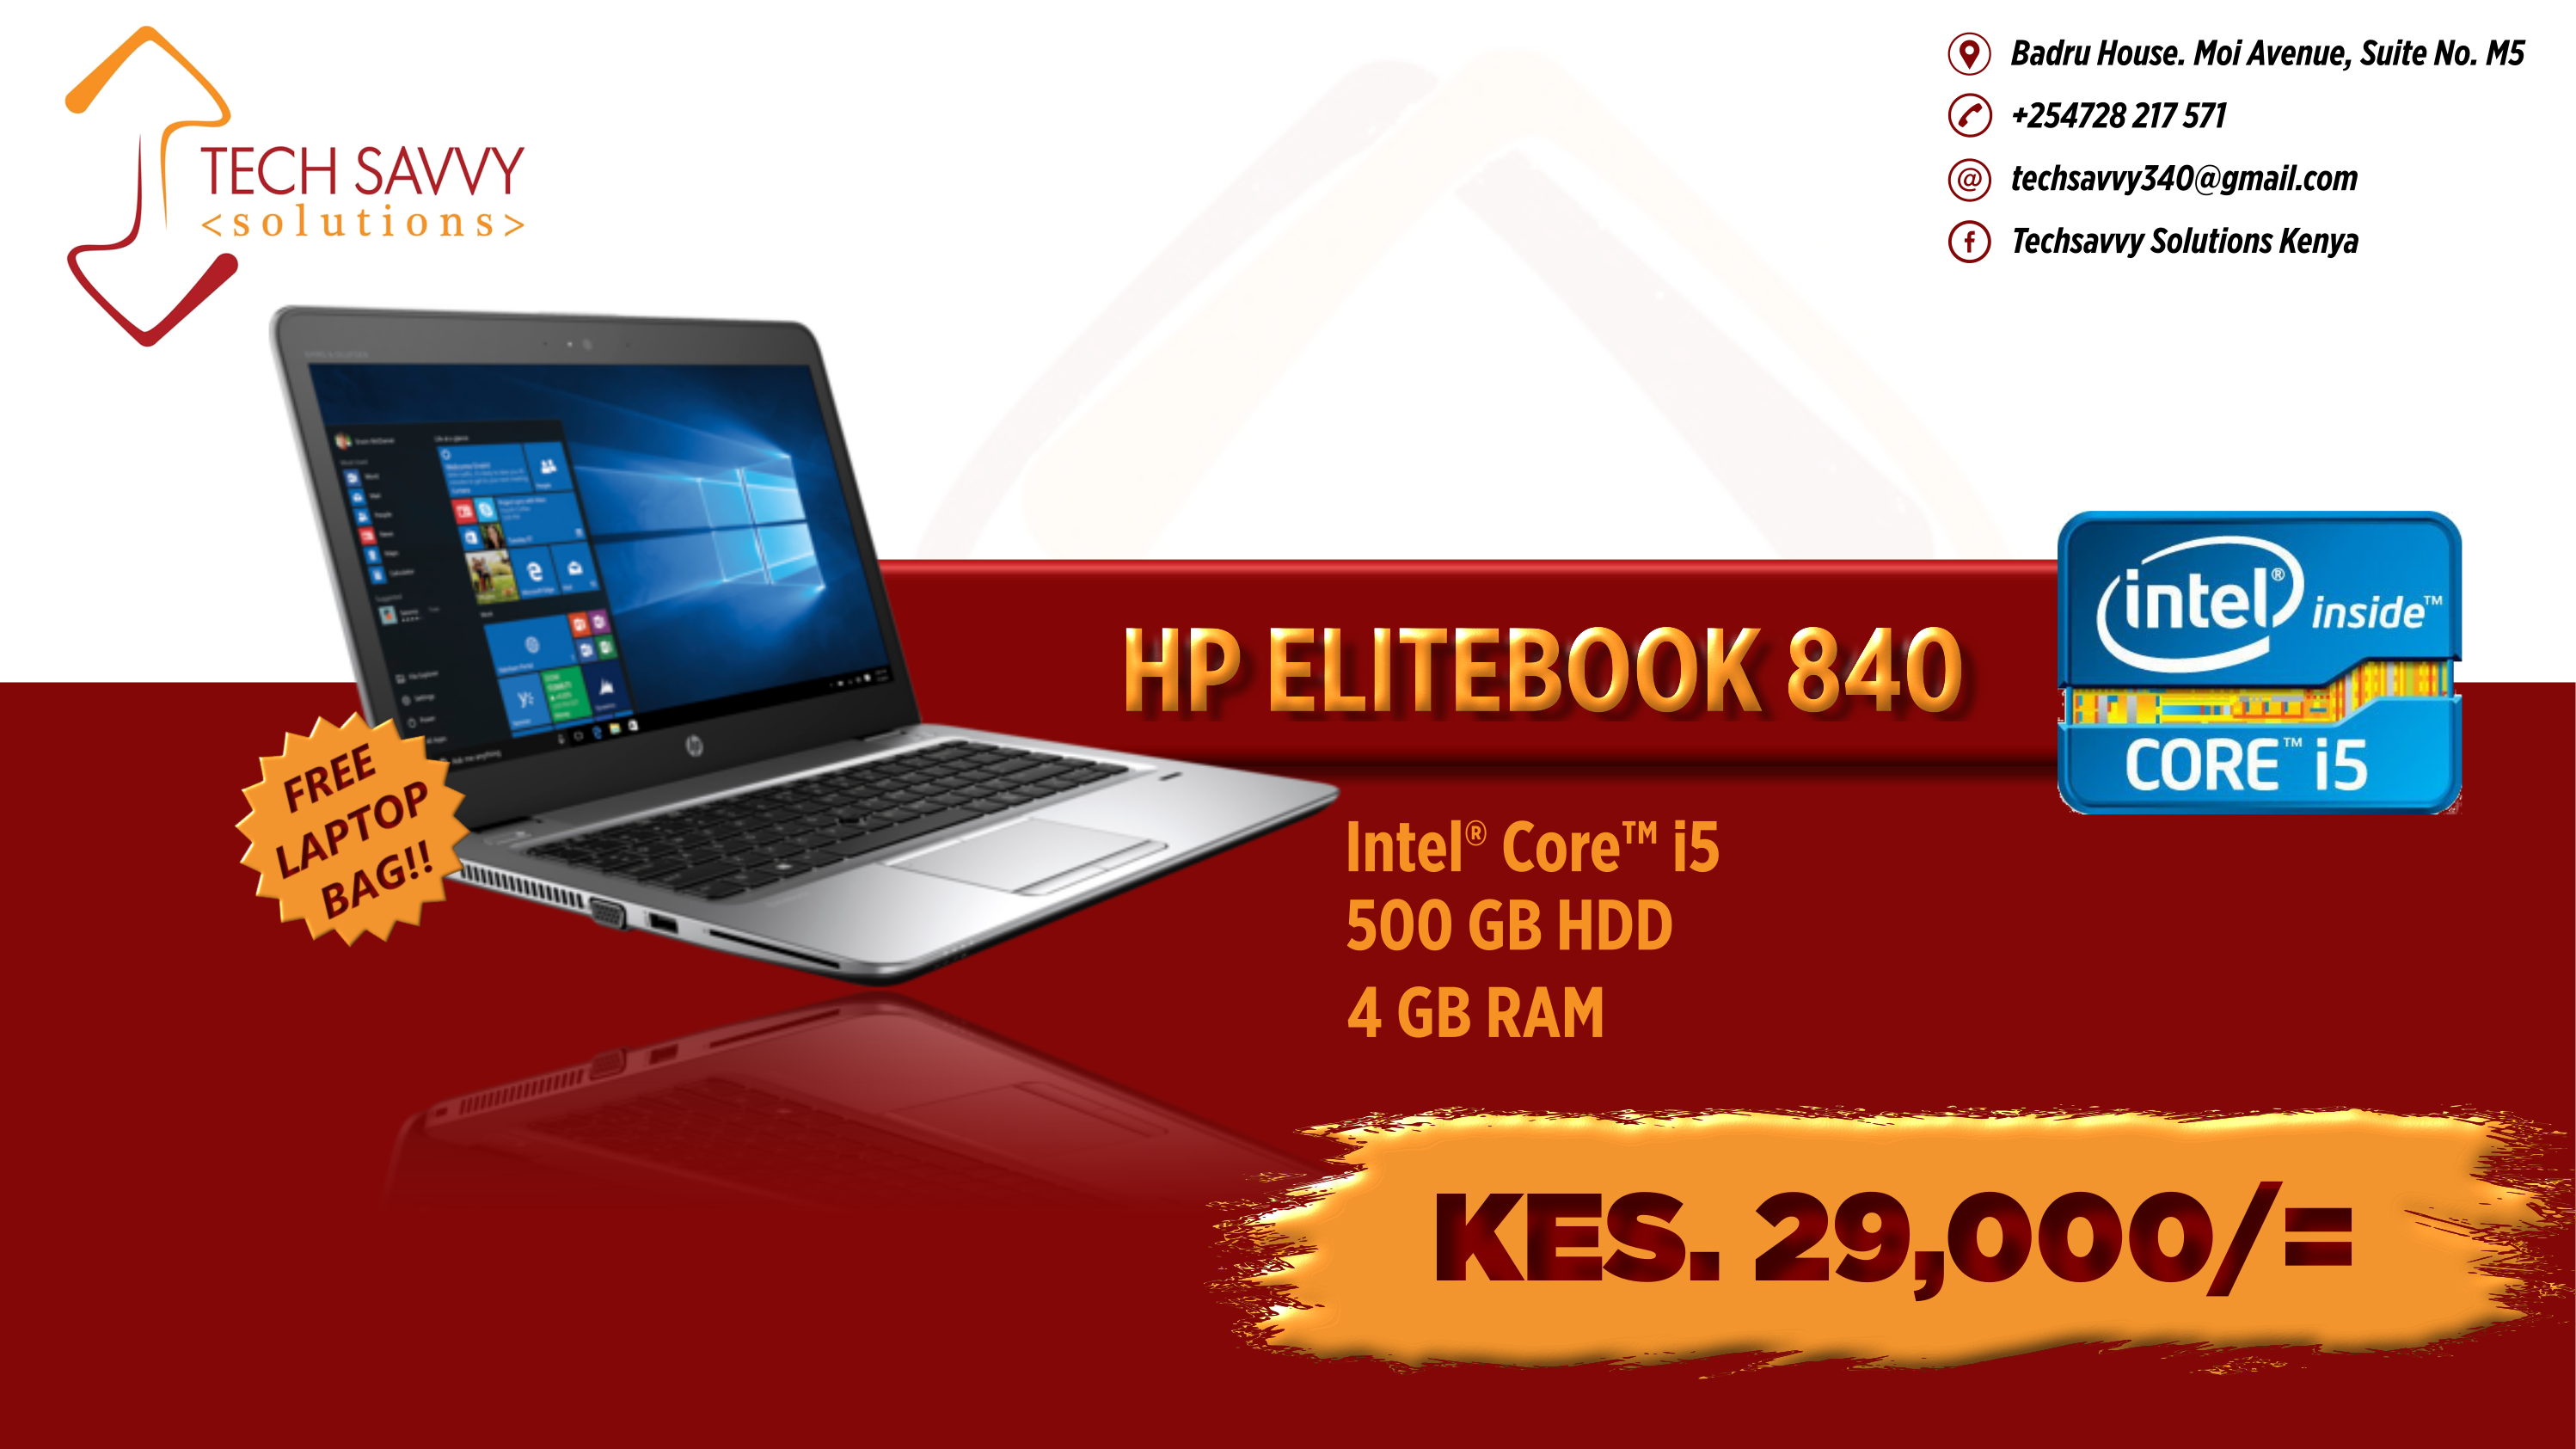 TECH SAVVY
<solutions>
Badru House. Moi Avenue, Suite No. M5
+254728 217 571
techsavvy340@gmail.com
Techsavvy Solutions Kenya
HP ELITEBOOK 840
intel® inside™
CORE™ i5
FREE
LAPTOP
BAG!!
Intel® Core™ i5
500 GB HDD
4 GB RAM
KES. 29,000/=